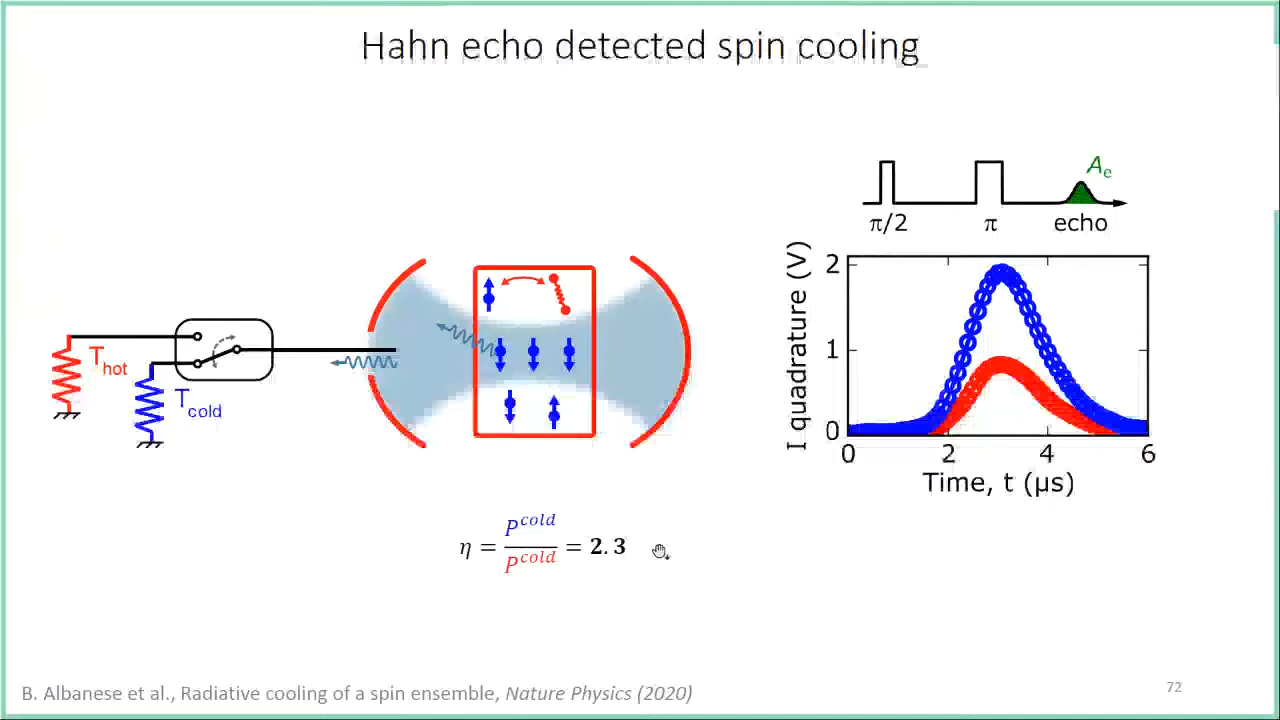 Hahn echo detected spin cooling
A_e
π/2
π
echo
T_hot
T_cold
I quadrature (V)
2
1
0
0
2
4
6
Time, t (μs)
η = P^cold / P^cold = 2.3
B. Albanese et al., Radiative cooling of a spin ensemble, Nature Physics (2020)
72